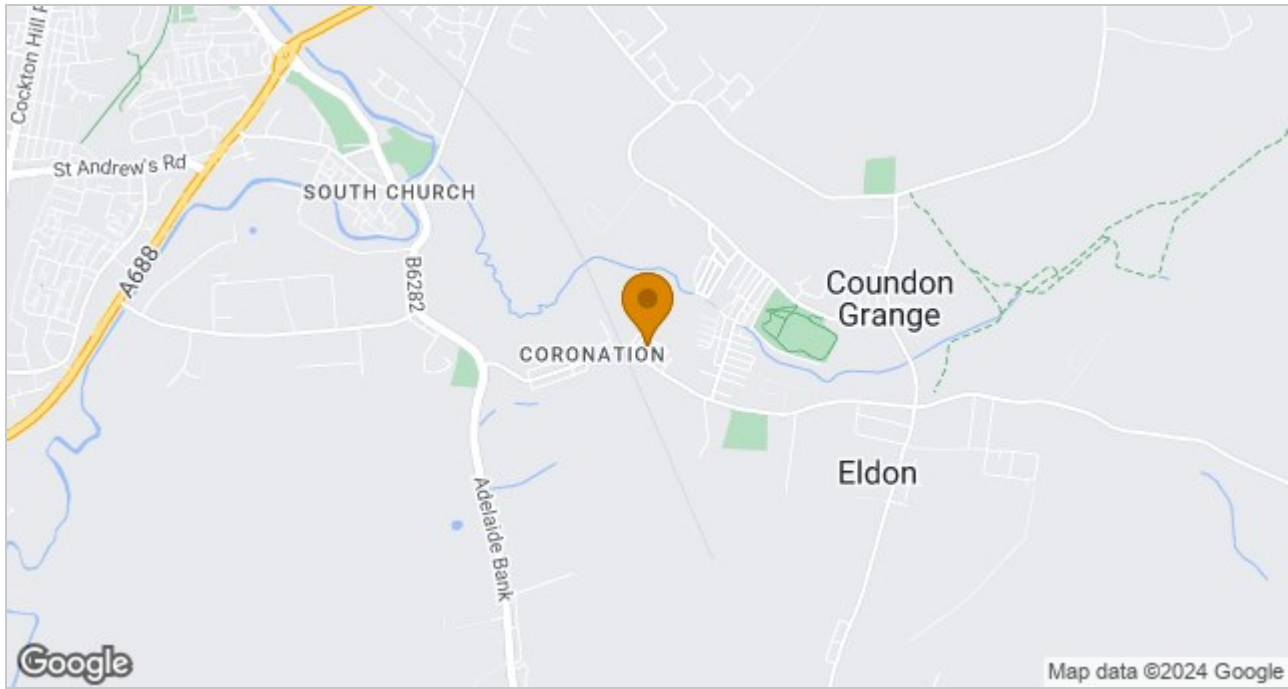 Cockton Hill R
St Andrew's Rd
SOUTH CHURCH
A688
B6282
Coundon
Grange
CORONATION
Eldon
Adelaide Bank
Google
Map data ©2024 Google